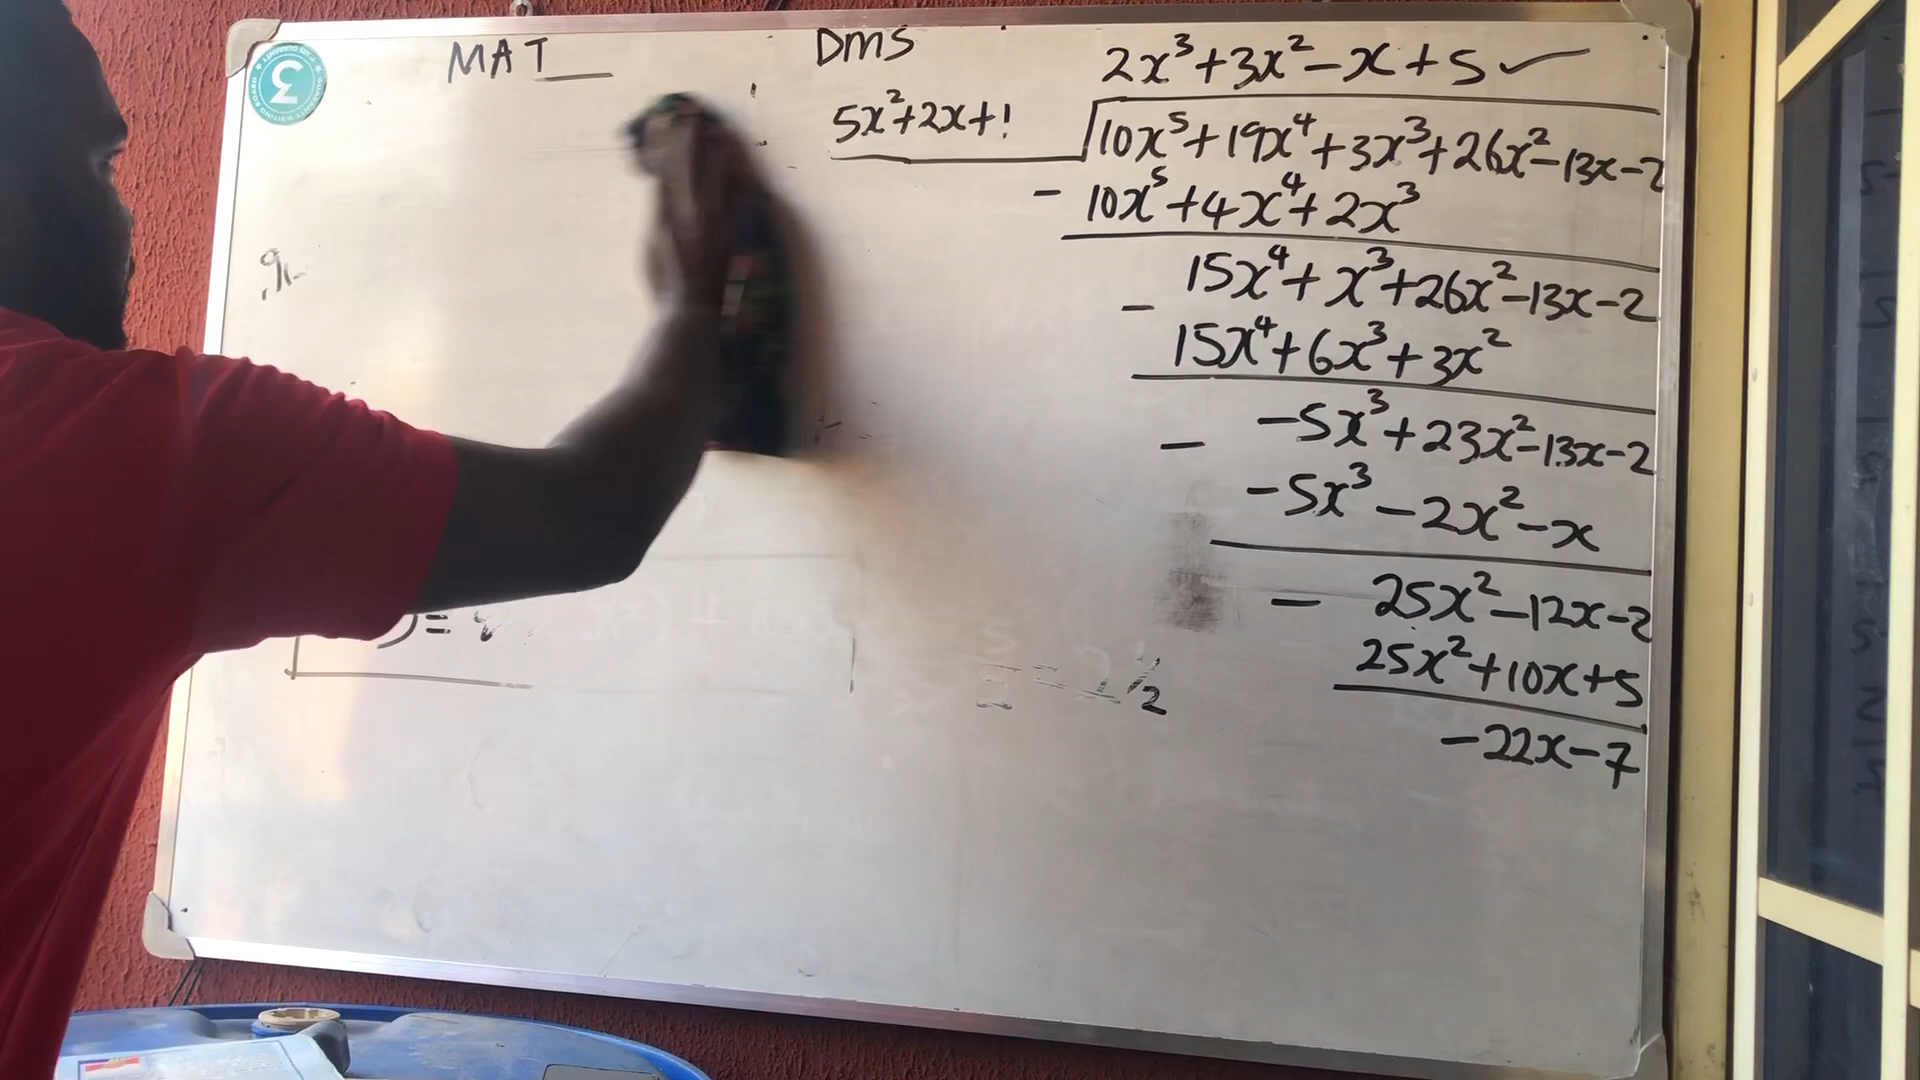 MAT
DMS
2x³+3x²-x+5✓
5x²+2x+1
10x⁵+19x⁴+3x³+26x²-13x-2
- 10x⁵+4x⁴+2x³
15x⁴+x³+26x²-13x-2
- 15x⁴+6x³+3x²
-5x³+23x²-13x-2
- -5x³-2x²-x
25x²-12x-2
- 25x²+10x+5
-22x-7